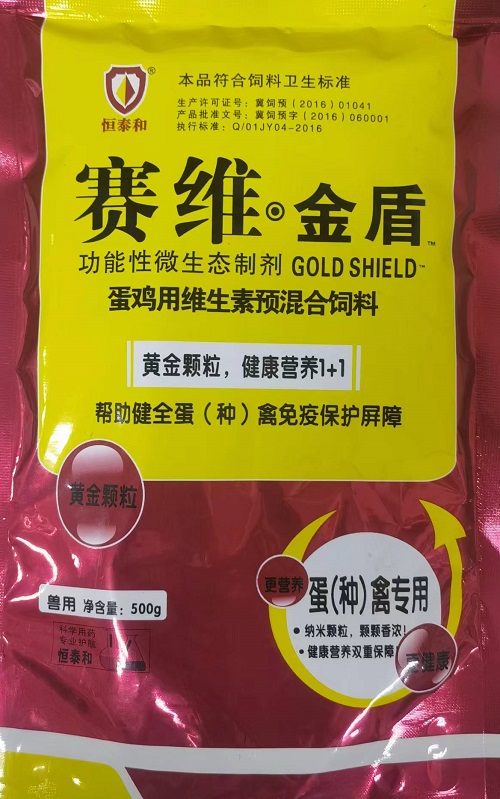 本品符合饲料卫生标准
生产许可证号：冀饲预（2016）01041
产品批准文号：冀饲预字（2016）060001
执行标准：Q/01JY04-2016
®
恒泰和
赛维·金盾™
功能性微生态制剂 GOLD SHIELD™
蛋鸡用维生素预混合饲料
黄金颗粒，健康营养1+1
帮助健全蛋（种）禽免疫保护屏障
黄金颗粒
更营养
蛋(种)禽专用
• 纳米颗粒，颗颗香浓！
• 健康营养双重保障！
更健康
兽用 净含量：500g
科学用药
专业护航
恒泰和